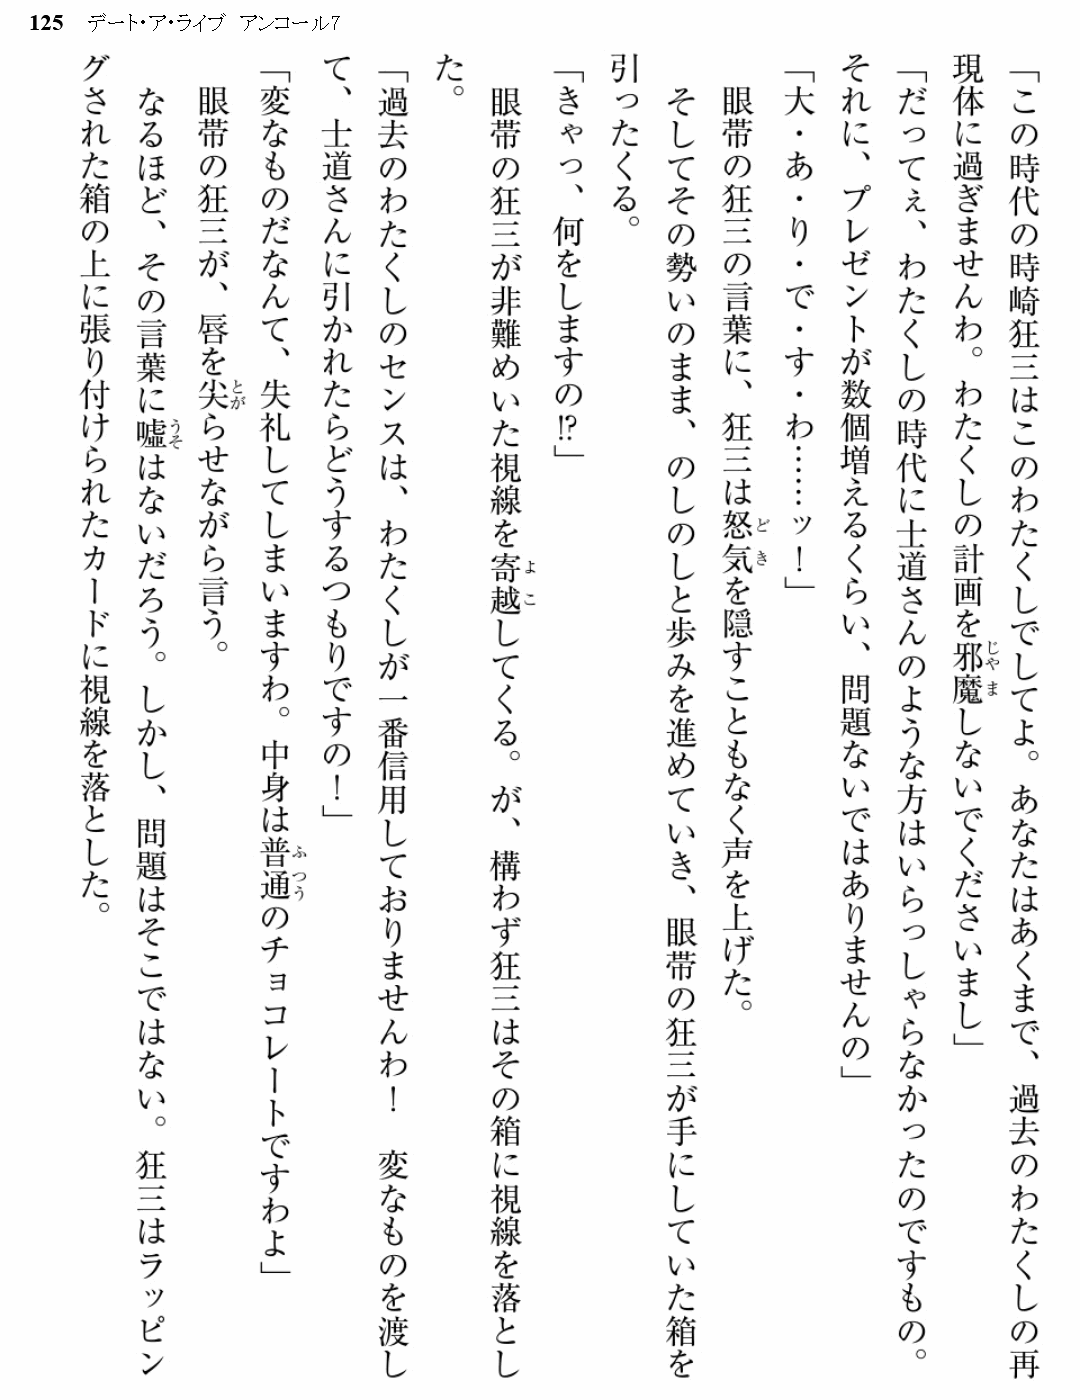 125 デート・ア・ライブ アンコール7
「この時代の時崎狂三はこのわたくしでしてよ。あなたはあくまで、過去のわたくしの再
現体に過ぎませんわ。わたくしの計画を邪魔しないでくださいまし」
「だってぇ、わたくしの時代に士道さんのような方はいらっしゃらなかったのですもの。
それに、プレゼントが数個増えるくらい、問題ないではありませんの」
「大・あ・り・で・す・わ……ッ！」
　眼帯の狂三の言葉に、狂三は怒気を隠すこともなく声を上げた。
　そしてその勢いのまま、のしのしと歩みを進めていき、眼帯の狂三が手にしていた箱を
引ったくる。
「きゃっ、何をしますの!?」
　眼帯の狂三が非難めいた視線を寄越してくる。が、構わず狂三はその箱に視線を落とし
た。
「過去のわたくしのセンスは、わたくしが一番信用しておりませんわ！　変なものを渡し
て、士道さんに引かれたらどうするつもりですの！」
「変なものだなんて、失礼してしまいますわ。中身は普通のチョコレートですわよ」
　眼帯の狂三が、唇を尖らせながら言う。
　なるほど、その言葉に嘘はないだろう。しかし、問題はそこではない。狂三はラッピン
グされた箱の上に張り付けられたカードに視線を落とした。